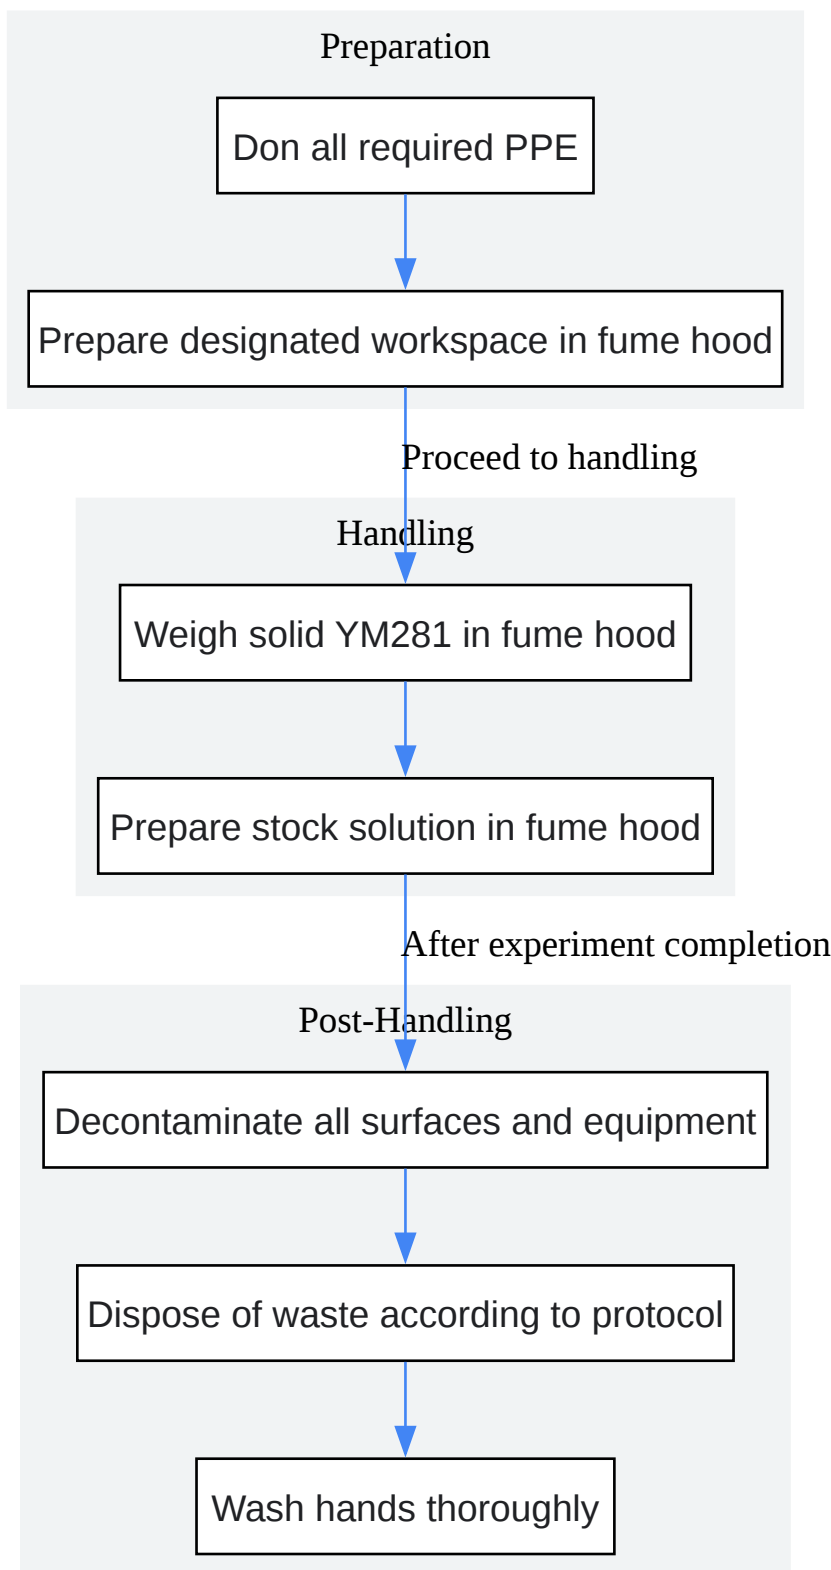 Preparation
Don all required PPE
Prepare designated workspace in fume hood
Proceed to handling
Handling
Weigh solid YM281 in fume hood
Prepare stock solution in fume hood
After experiment completion
Post-Handling
Decontaminate all surfaces and equipment
Dispose of waste according to protocol
Wash hands thoroughly